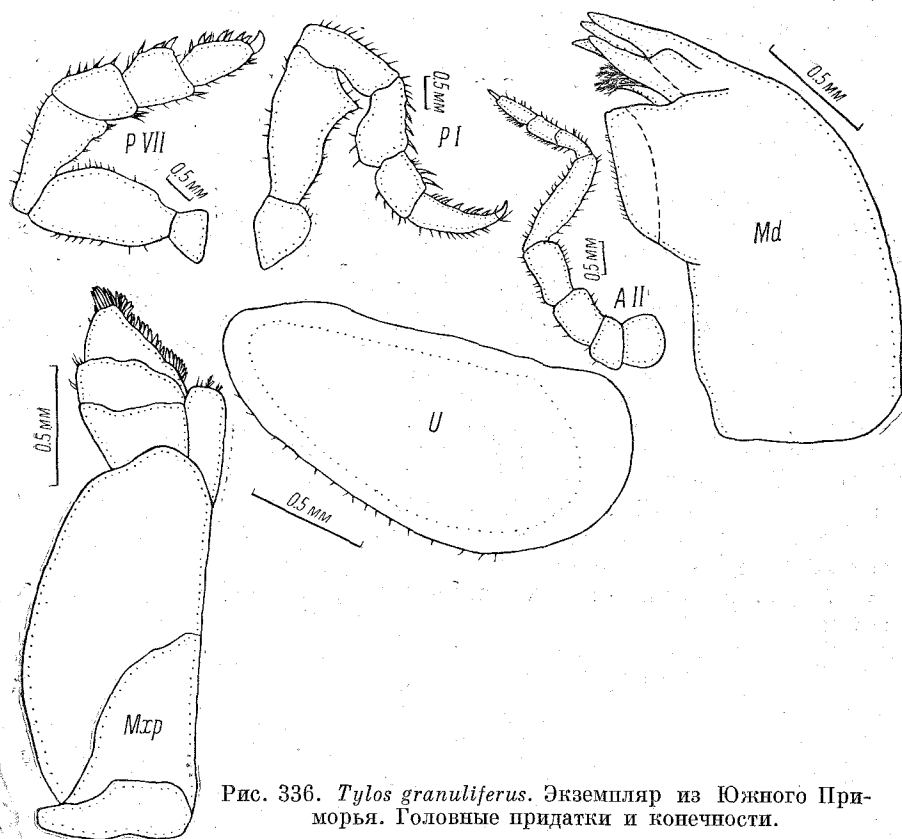 P VII
0.5 мм
P I
0.5 мм
0.5 мм
Md
A II
0.5 мм
U
0.5 мм
0.5 мм
Mxp
Рис. 336. Tylos granuliferus. Экземпляр из Южного При-
морья. Головные придатки и конечности.